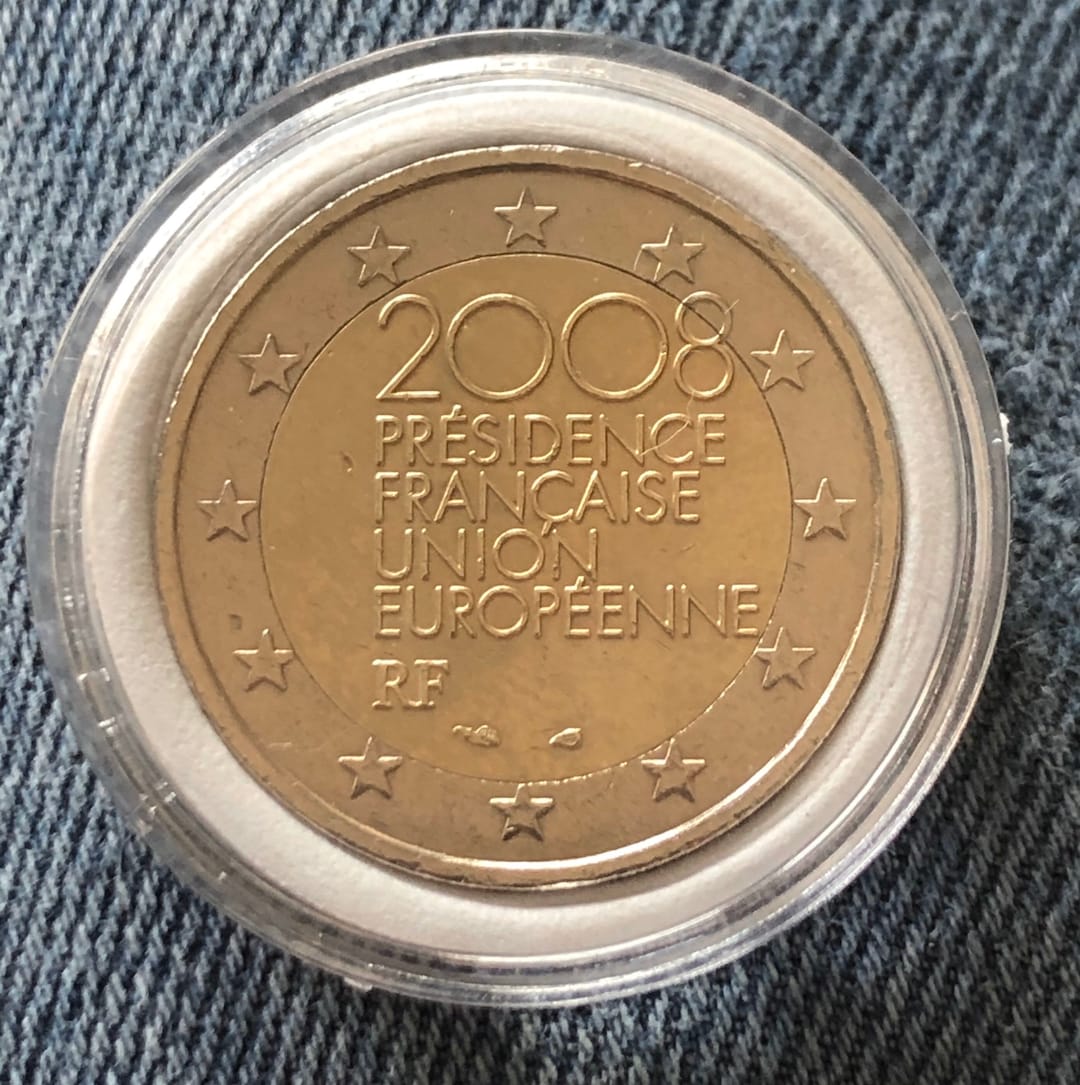 2008
PRÉSIDENCE
FRANÇAISE
UNION
EUROPÉENNE
RF